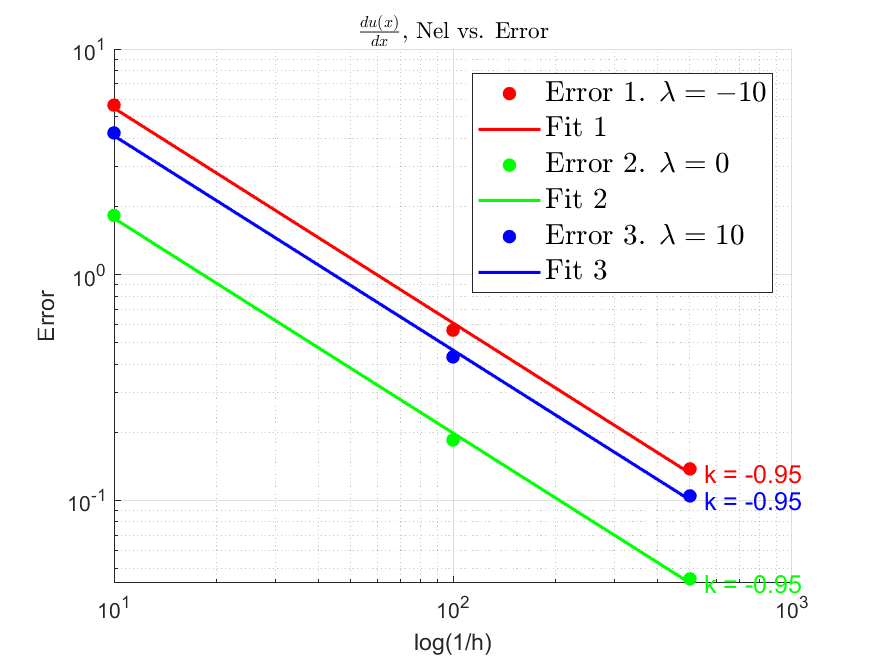 du(x)/dx, Nel vs. Error
10^1
10^0
10^-1
Error
Error 1. λ = −10
Fit 1
Error 2. λ = 0
Fit 2
Error 3. λ = 10
Fit 3
k = -0.95
k = -0.95
k = -0.95
10^1
10^2
10^3
log(1/h)